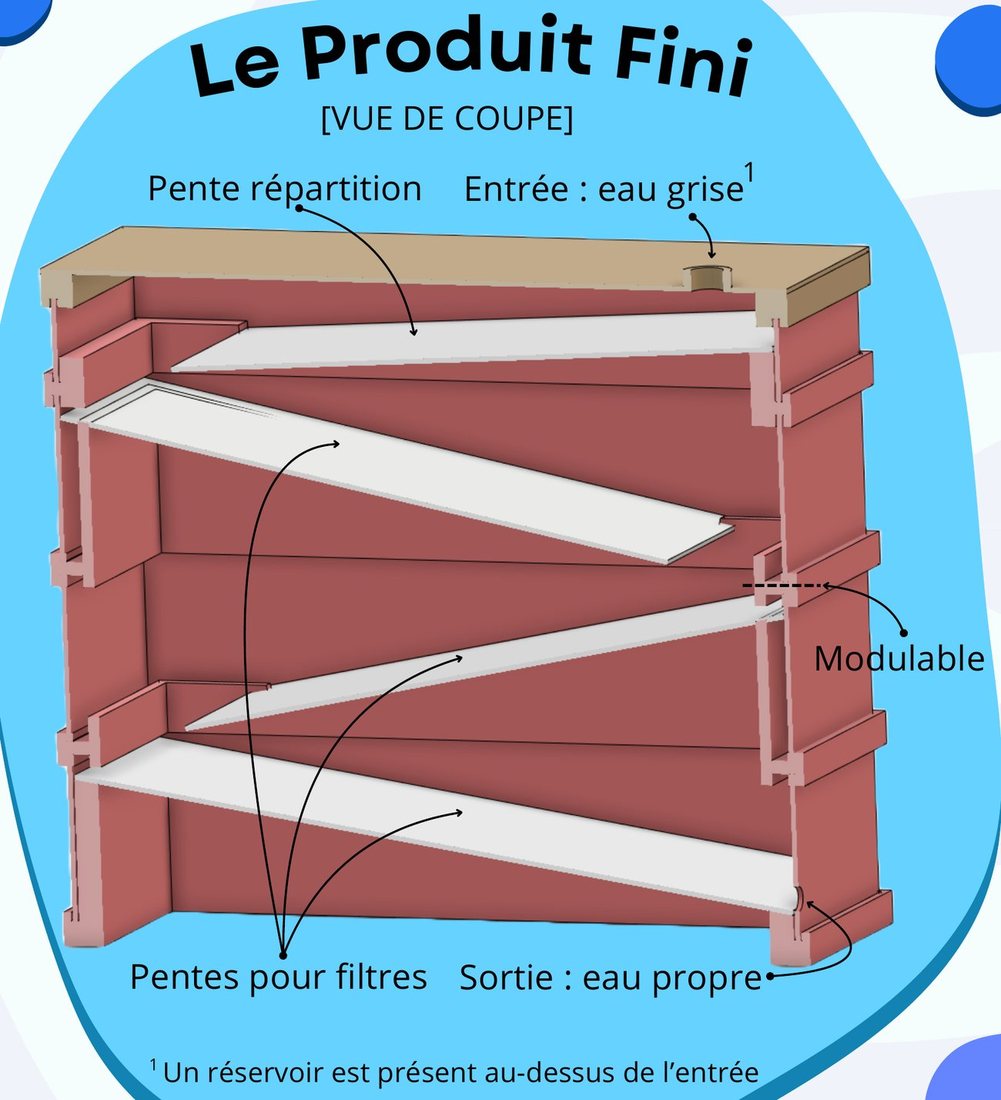 Le Produit Fini
[VUE DE COUPE]
Pente répartition
Entrée : eau grise¹
Modulable
Pentes pour filtres
Sortie : eau propre
¹ Un réservoir est présent au-dessus de l’entrée